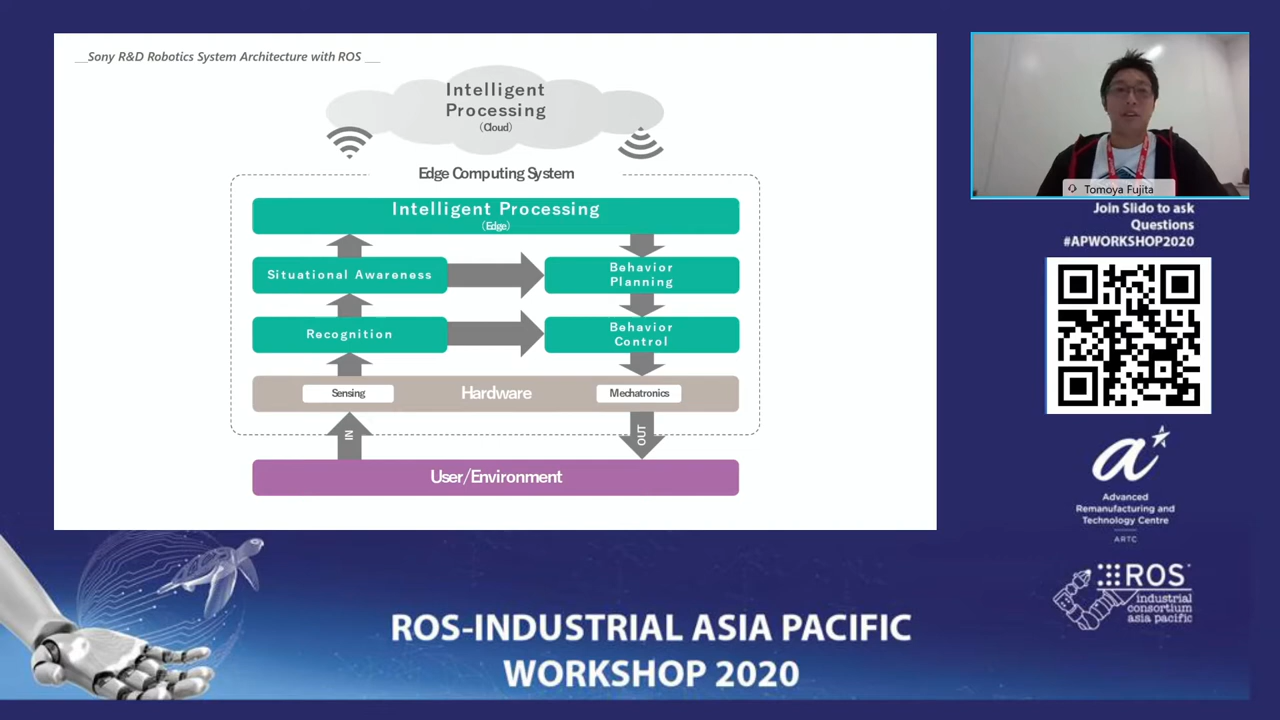 __Sony R&D Robotics System Architecture with ROS __
Intelligent
Processing
(Cloud)
Edge Computing System
Intelligent Processing
(Edge)
Situational Awareness
Behavior
Planning
Recognition
Behavior
Control
Sensing
Hardware
Mechatronics
IN
OUT
User/Environment
Tomoya Fujita
Join Slido to ask
Questions
#APWORKSHOP2020
Advanced
Remanufacturing and
Technology Centre
ARTC
ROS
industrial
consortium
asia pacific
ROS-INDUSTRIAL ASIA PACIFIC
WORKSHOP 2020